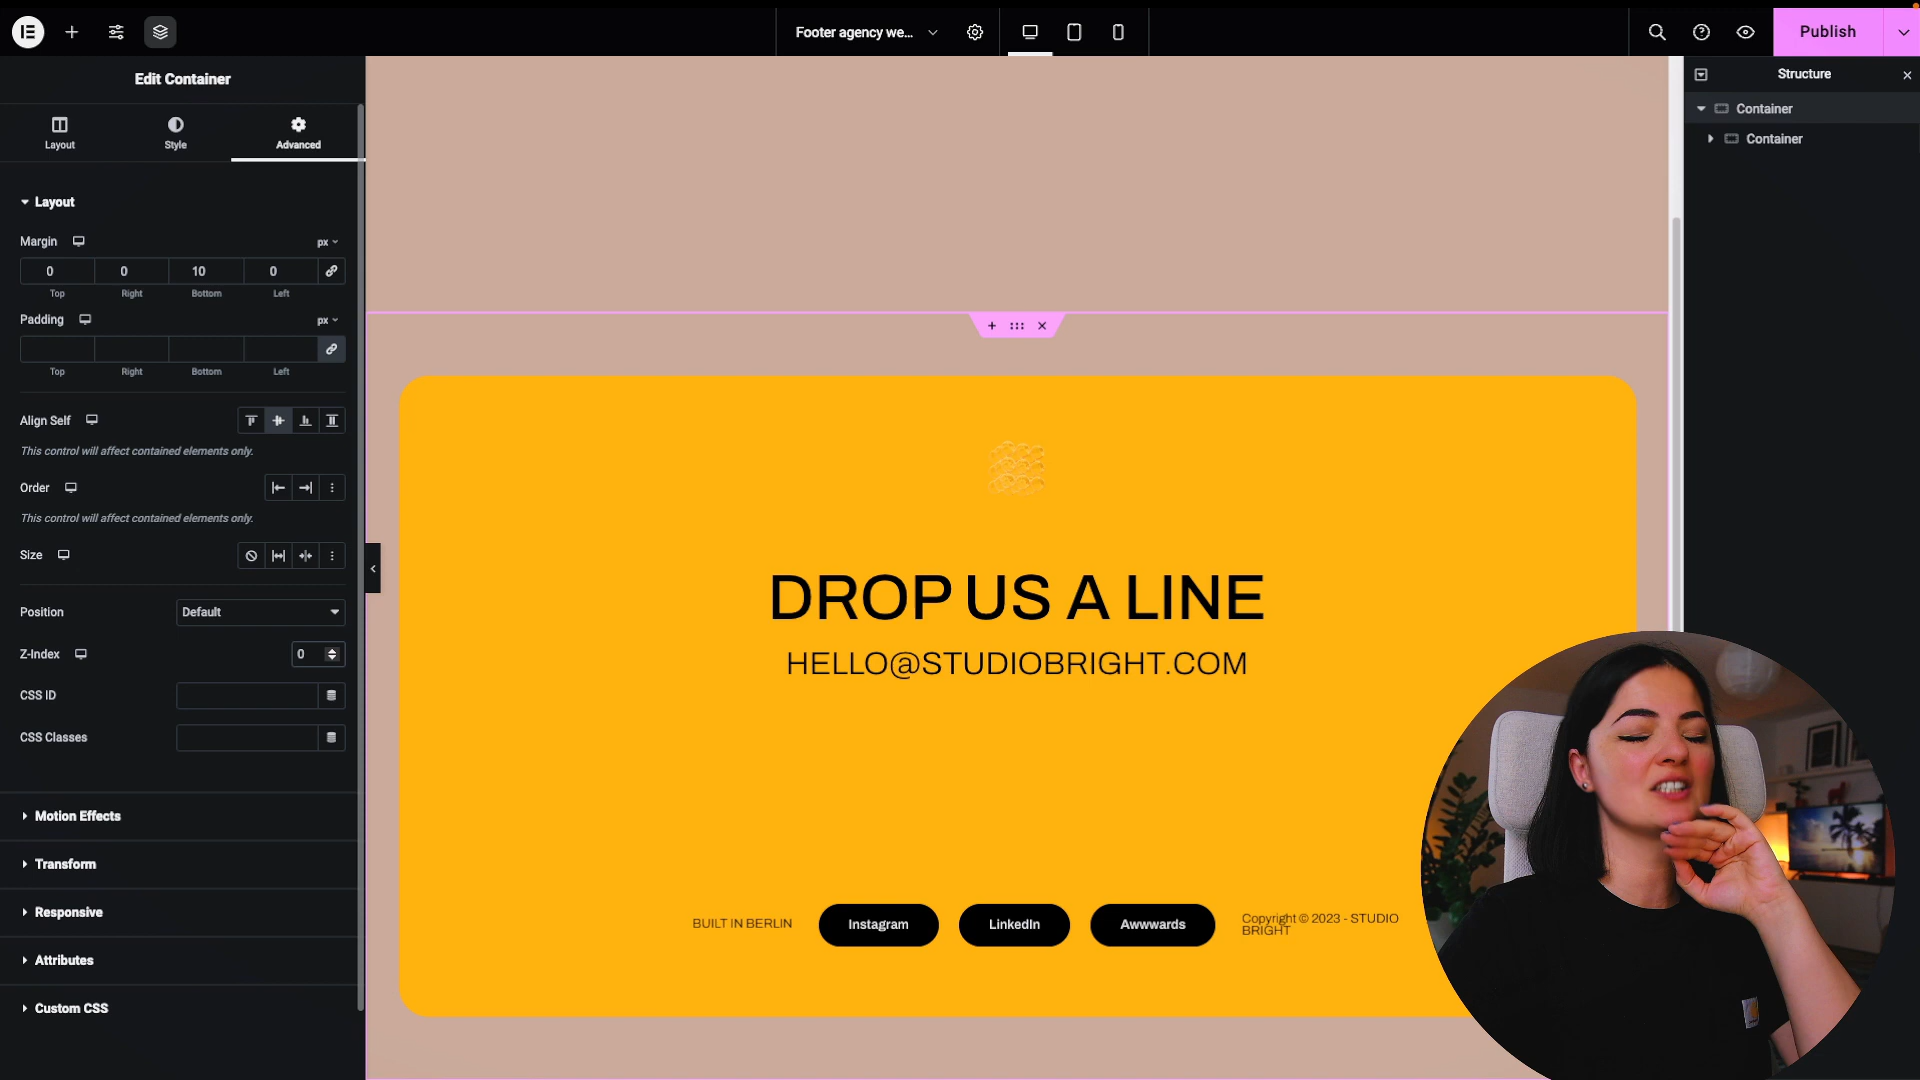 Footer agency we...
Publish
Edit Container
Layout
Style
Advanced
Layout
Margin
px
0
0
10
0
Top
Right
Bottom
Left
Padding
px
Top
Right
Bottom
Left
Align Self
This control will affect contained elements only.
Order
This control will affect contained elements only.
Size
Position
Default
Z-Index
0
CSS ID
CSS Classes
Motion Effects
Transform
Responsive
Attributes
Custom CSS
DROP US A LINE
HELLO@STUDIOBRIGHT.COM
BUILT IN BERLIN
Instagram
LinkedIn
Awwwards
Copyright © 2023 - STUDIO
BRIGHT
Structure
Container
Container